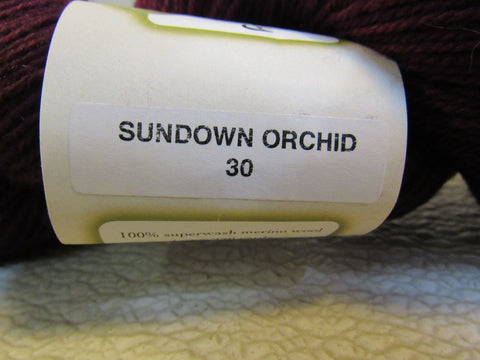 SUNDOWN ORCHID
30
100% superwash merino wool